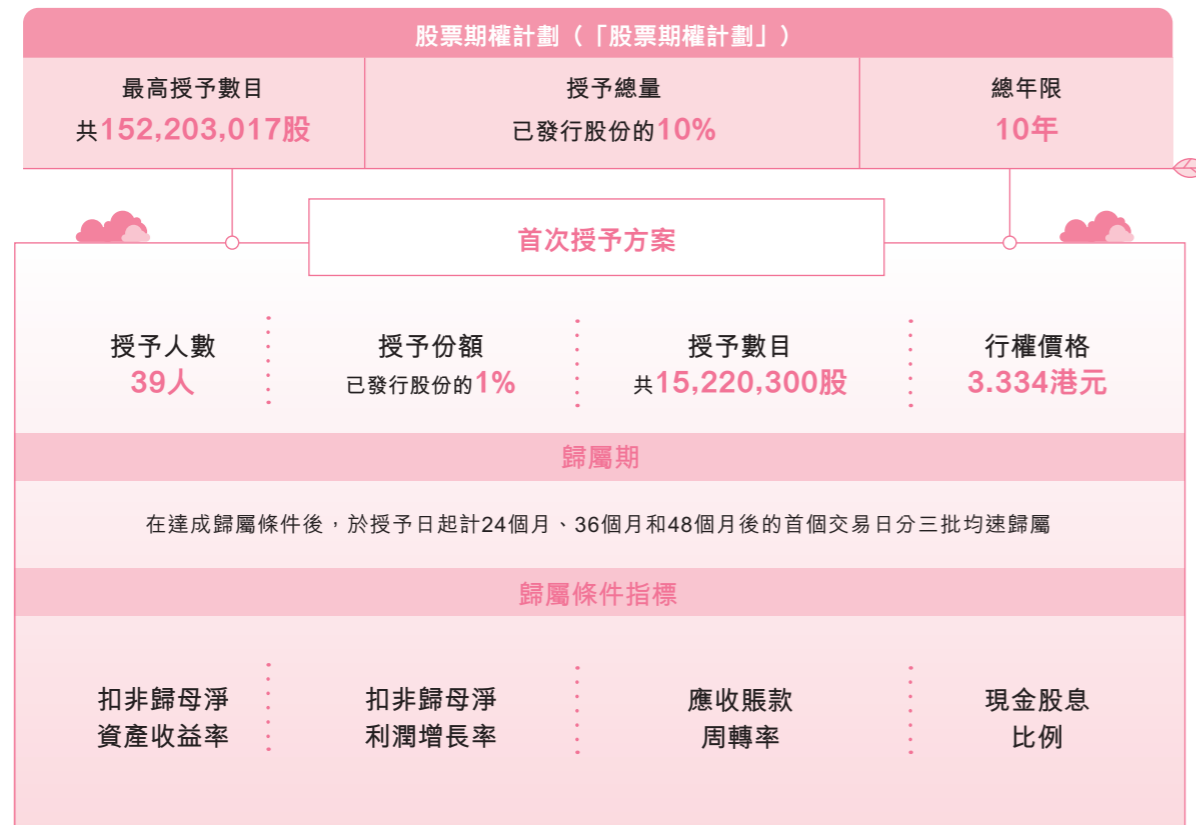 股票期權計劃（「股票期權計劃」）
最高授予數目
共152,203,017股
授予總量
已發行股份的10%
總年限
10年
首次授予方案
授予人數
39人
授予份額
已發行股份的1%
授予數目
共15,220,300股
行權價格
3.334港元
歸屬期
在達成歸屬條件後，於授予日起計24個月、36個月和48個月後的首個交易日分三批均速歸屬
歸屬條件指標
扣非歸母淨
資產收益率
扣非歸母淨
利潤增長率
應收賬款
周轉率
現金股息
比例